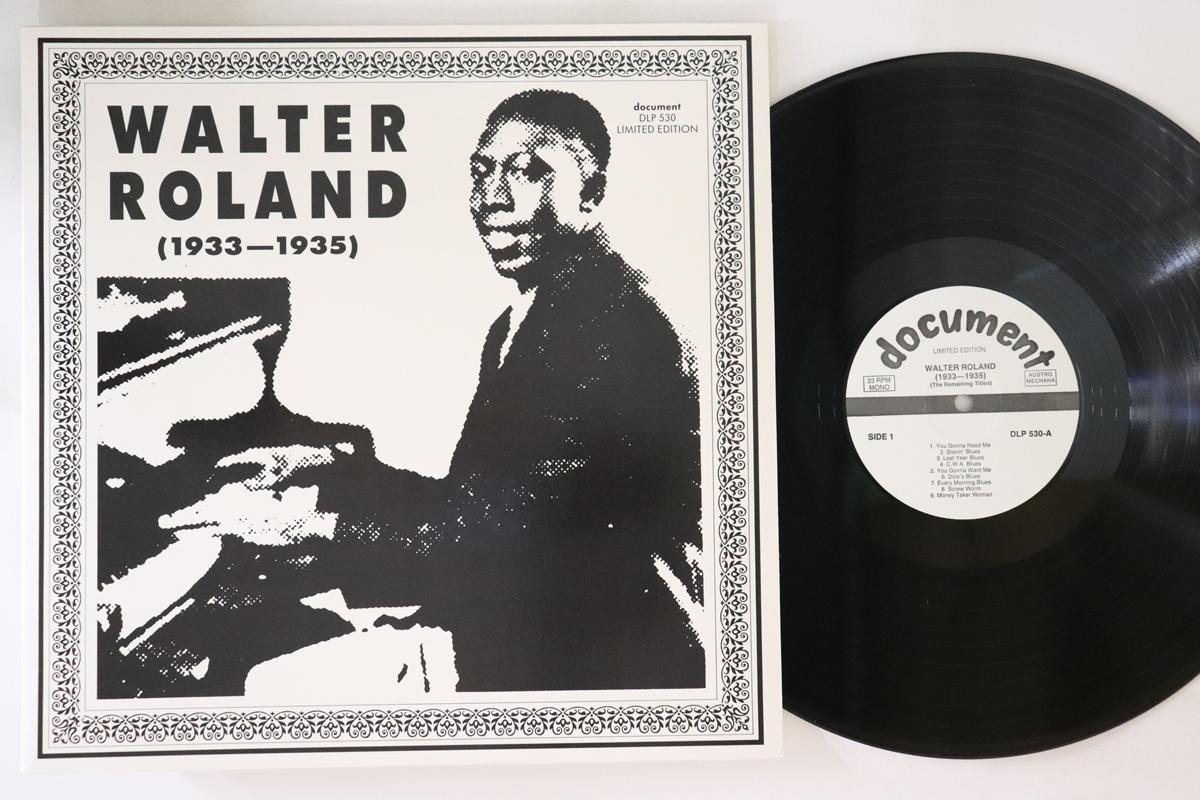 WALTER
ROLAND
(1933—1935)
document
DLP 530
LIMITED EDITION
document
LIMITED EDITION
WALTER ROLAND
(1933—1935)
(The Remaining Titles)
33 RPM
MONO
AUSTRO
MECHANA
SIDE 1
DLP 530-A
1. You Gonna Need Me
2. Slavin' Blues
3. Last Year Blues
4. C.W.A. Blues
5. You Gonna Want Me
6. Dice's Blues
7. Every Morning Blues
8. Screw Worm
9. Money Taker Woman